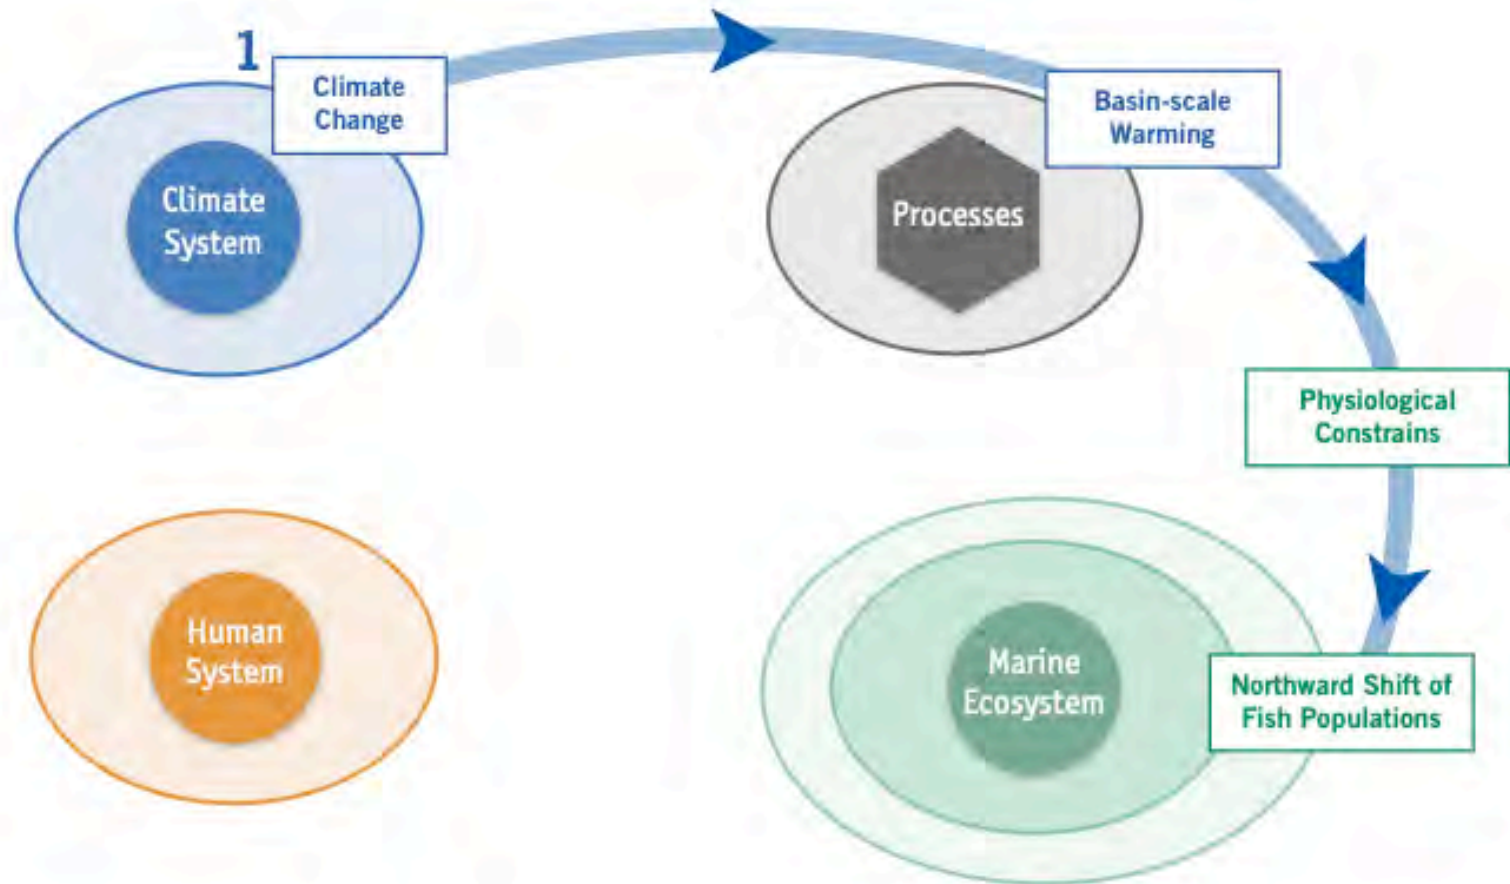 1
Climate
Change
Basin-scale
Warming
Climate
System
Processes
Physiological
Constrains
Human
System
Marine
Ecosystem
Northward Shift of
Fish Populations